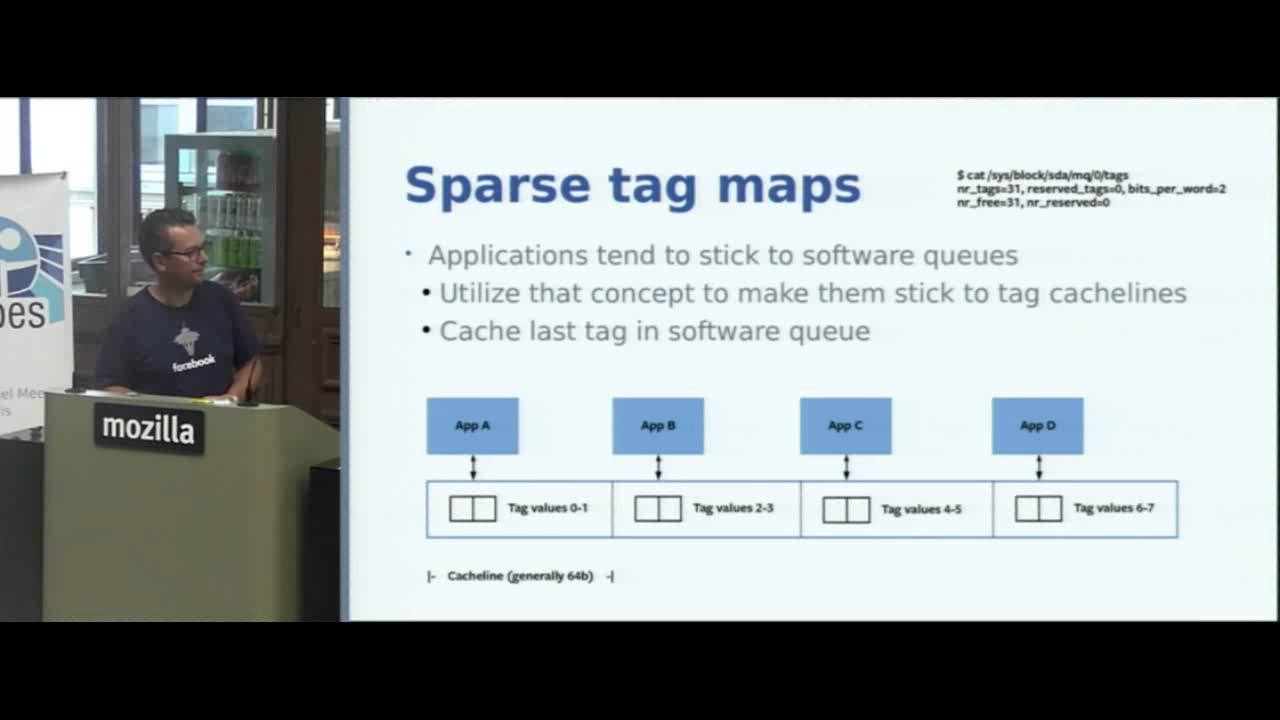 Sparse tag maps
$ cat /sys/block/sda/mq/0/tags
nr_tags=31, reserved_tags=0, bits_per_word=2
nr_free=31, nr_reserved=0
• Applications tend to stick to software queues
• Utilize that concept to make them stick to tag cachelines
• Cache last tag in software queue
App A
App B
App C
App D
Tag values 0-1
Tag values 2-3
Tag values 4-5
Tag values 6-7
|- Cacheline (generally 64b) -|
facebook
mozilla